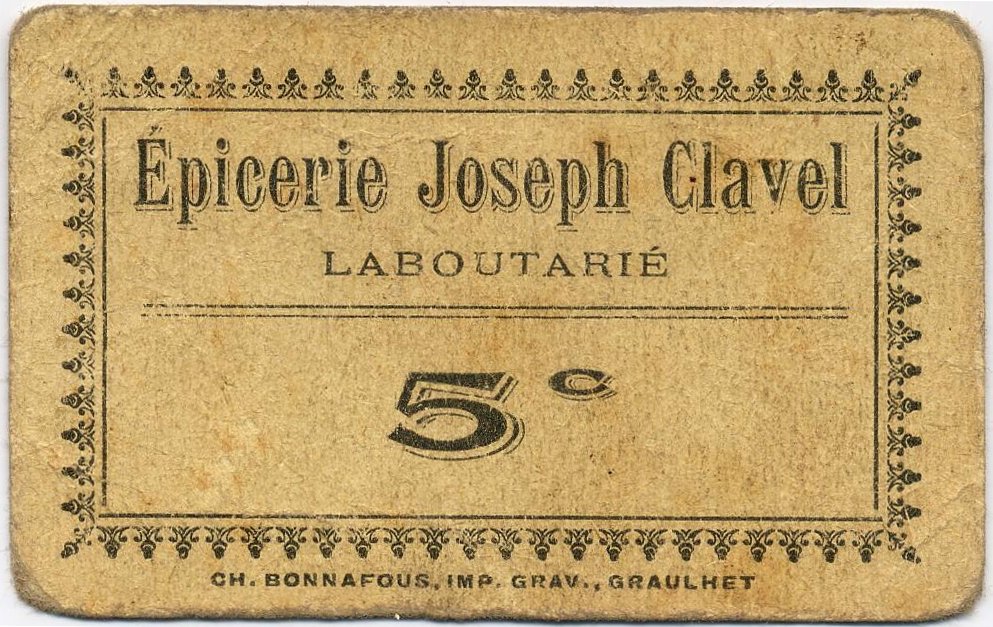 Épicerie Joseph Clavel
LABOUTARIÉ
5 c
CH. BONNAFOUS, IMP. GRAV., GRAULHET